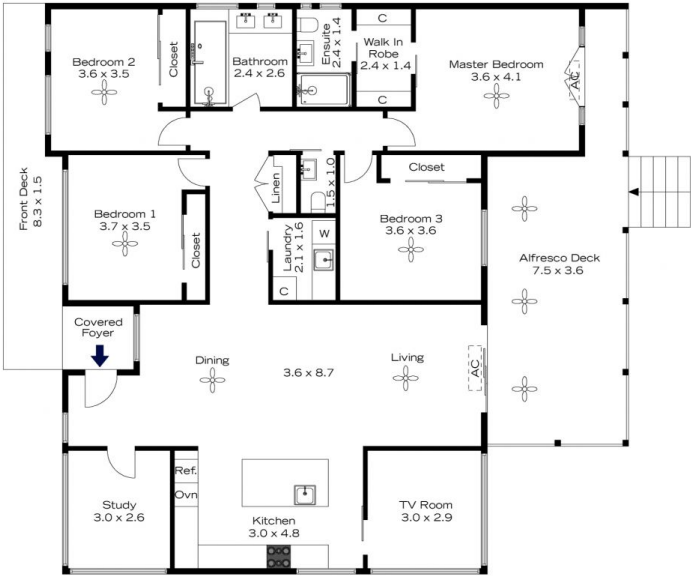 Bedroom 2
3.6 x 3.5
Closet
Bathroom
2.4 x 2.6
Ensuite
2.4 x 1.4
C
Walk In
Robe
2.4 x 1.4
C
Master Bedroom
3.6 x 4.1
AC
Front Deck
8.3 x 1.5
Bedroom 1
3.7 x 3.5
Closet
Linen
1.5 x 1.0
Laundry
2.1 x 1.6
W
C
Closet
Bedroom 3
3.6 x 3.6
Alfresco Deck
7.5 x 3.6
Covered
Foyer
Dining
3.6 x 8.7
Living
AC
Study
3.0 x 2.6
Ref.
Ovn
Kitchen
3.0 x 4.8
TV Room
3.0 x 2.9